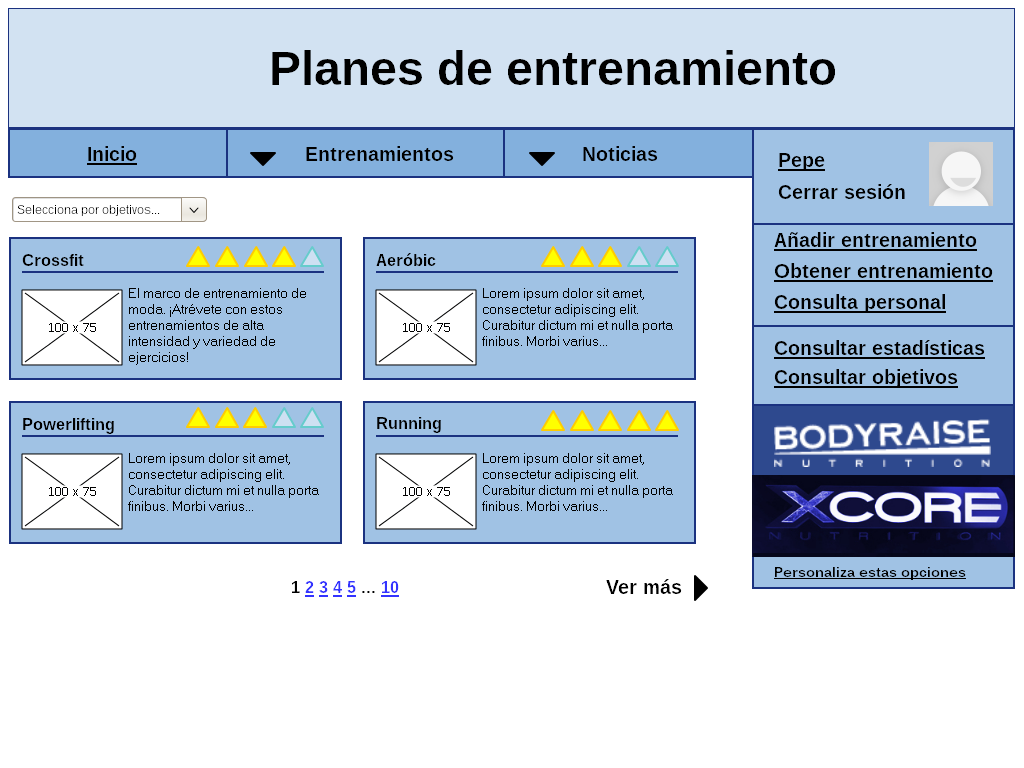 Planes de entrenamiento
Inicio
Entrenamientos
Noticias
Pepe
Cerrar sesión
Selecciona por objetivos...
Añadir entrenamiento
Obtener entrenamiento
Consulta personal
Consultar estadísticas
Consultar objetivos
BODYRAISE
NUTRITION
XCORE
NUTRITION
Personaliza estas opciones
Crossfit
100 x 75
El marco de entrenamiento de
moda. ¡Atrévete con estos
entrenamientos de alta
intensidad y variedad de
ejercicios!
Aeróbic
100 x 75
Lorem ipsum dolor sit amet,
consectetur adipiscing elit.
Curabitur dictum mi et nulla porta
finibus. Morbi varius...
Powerlifting
100 x 75
Lorem ipsum dolor sit amet,
consectetur adipiscing elit.
Curabitur dictum mi et nulla porta
finibus. Morbi varius...
Running
100 x 75
Lorem ipsum dolor sit amet,
consectetur adipiscing elit.
Curabitur dictum mi et nulla porta
finibus. Morbi varius...
1 2 3 4 5 ... 10
Ver más